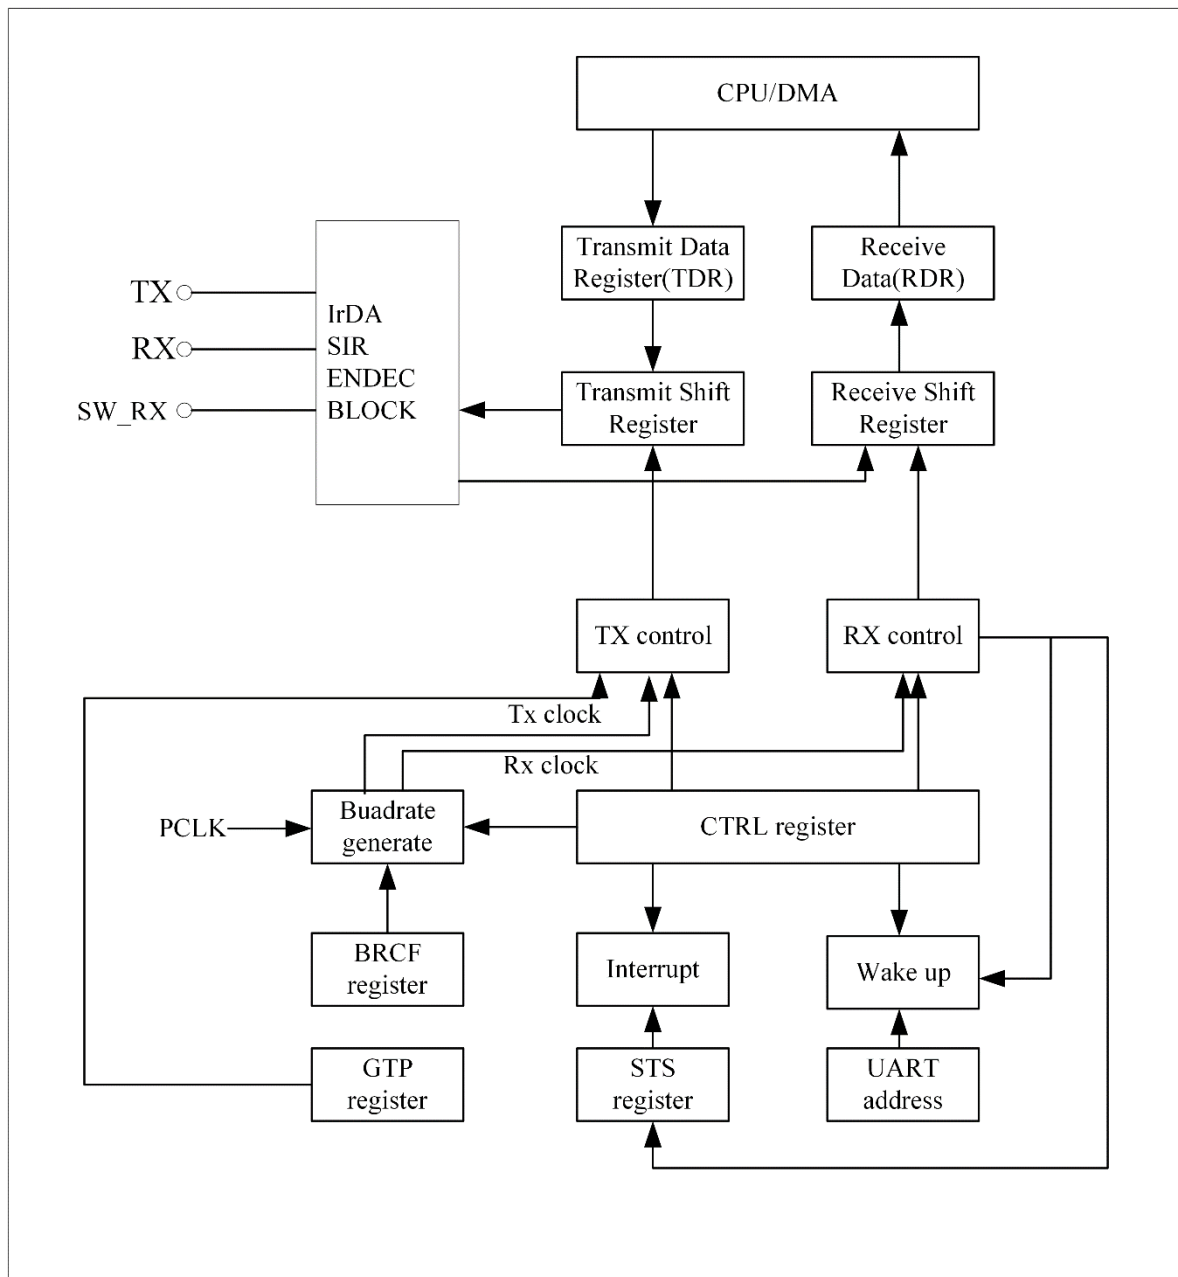 CPU/DMA
Transmit Data
Register(TDR)
Receive
Data(RDR)
TX
RX
SW_RX
IrDA
SIR
ENDEC
BLOCK
Transmit Shift
Register
Receive Shift
Register
TX control
RX control
Tx clock
Rx clock
PCLK
Buadrate
generate
CTRL register
BRCF
register
Interrupt
Wake up
GTP
register
STS
register
UART
address